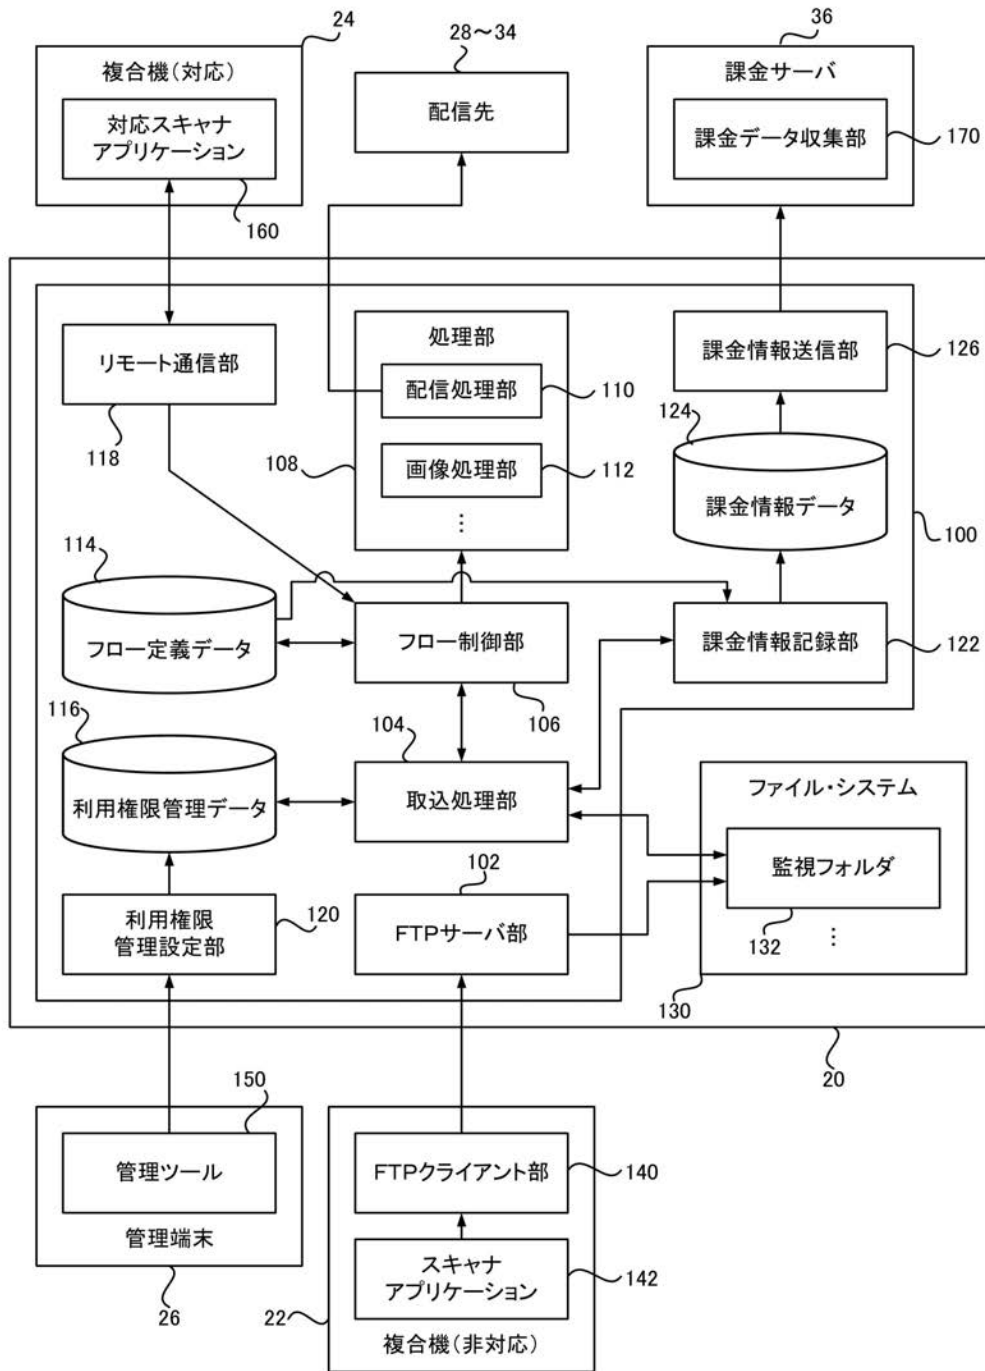 24
28~34
36
複合機(対応)
対応スキャナ
アプリケーション
160
配信先
課金サーバ
課金データ収集部
170
リモート通信部
118
処理部
配信処理部
110
108
画像処理部
112
⋮
課金情報送信部
126
124
課金情報データ
100
114
フロー定義データ
フロー制御部
106
課金情報記録部
122
116
利用権限管理データ
104
取込処理部
ファイル・システム
監視フォルダ
132
⋮
130
利用権限
管理設定部
120
102
FTPサーバ部
20
150
管理ツール
管理端末
26
FTPクライアント部
140
スキャナ
アプリケーション
142
22
複合機(非対応)